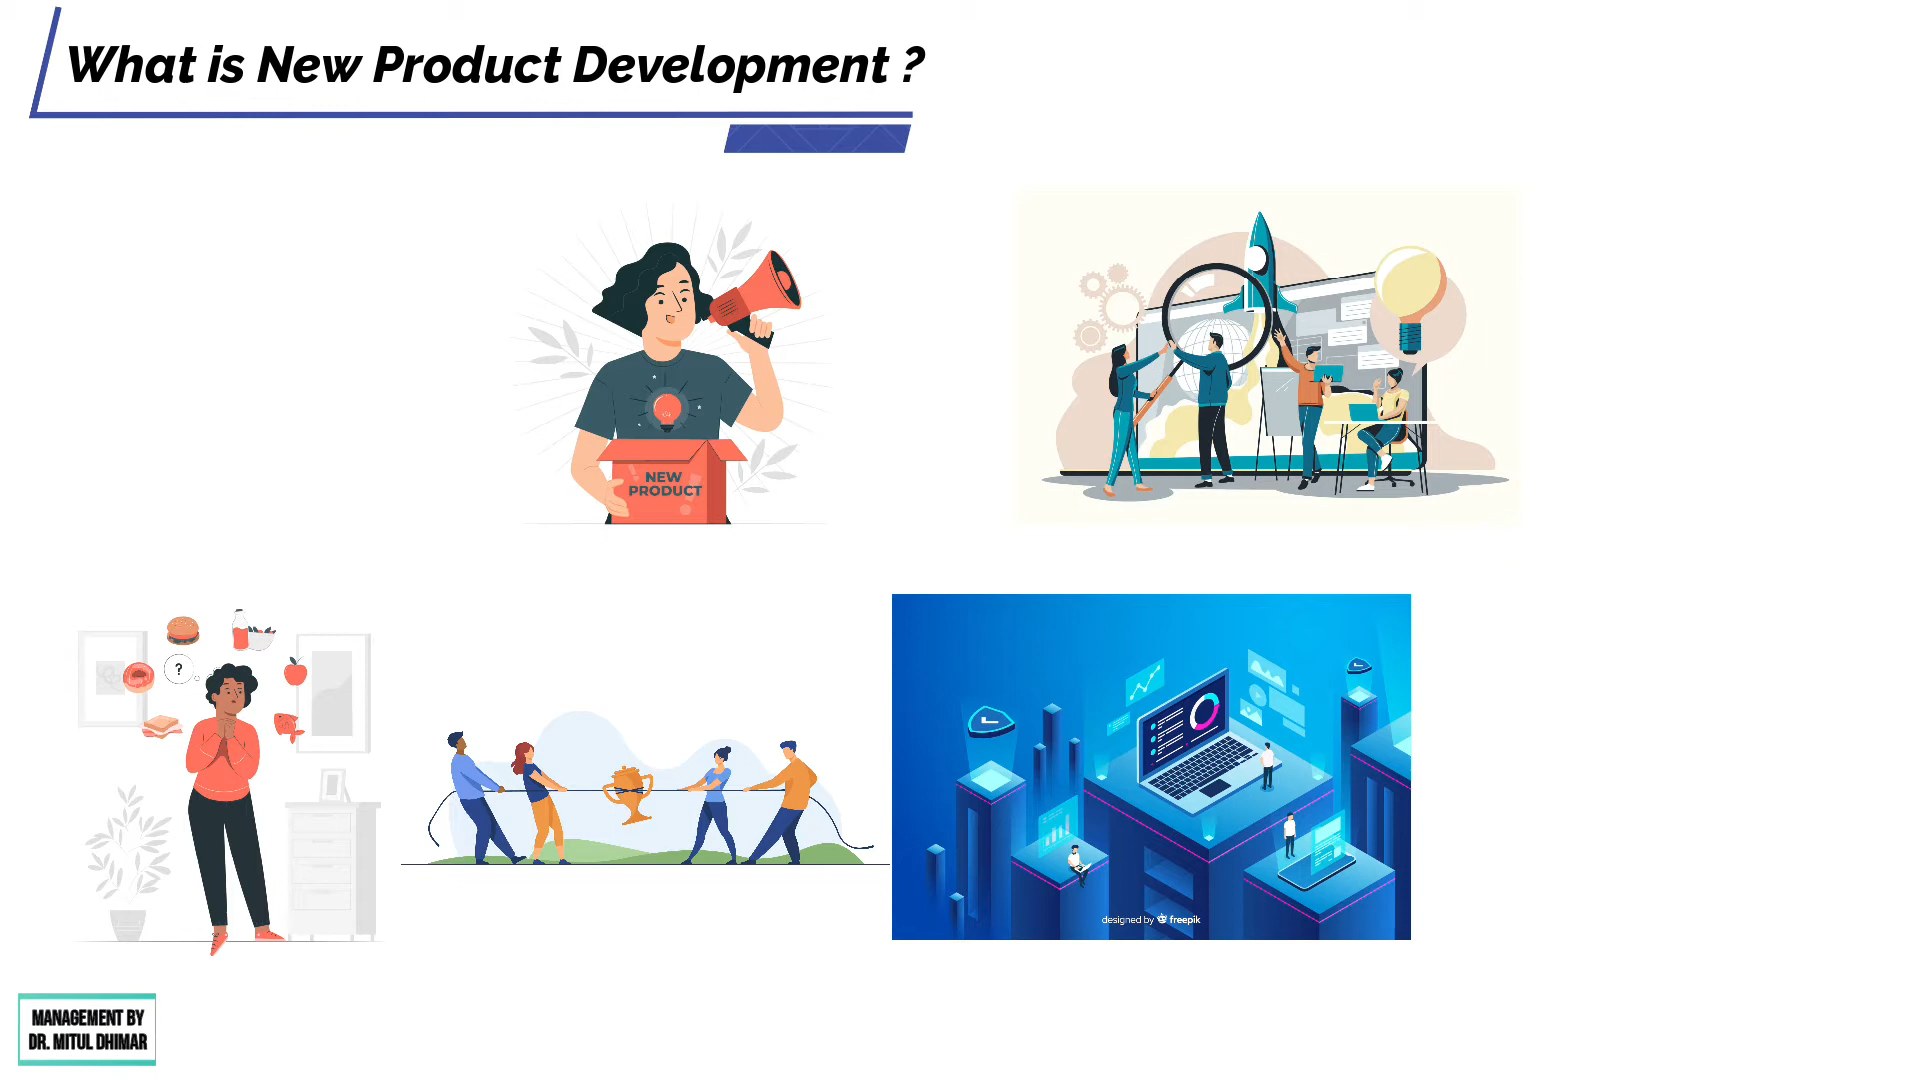 What is New Product Development ?
NEW
PRODUCT
?
designed by freepik
MANAGEMENT BY
DR. MITUL DHIMAR